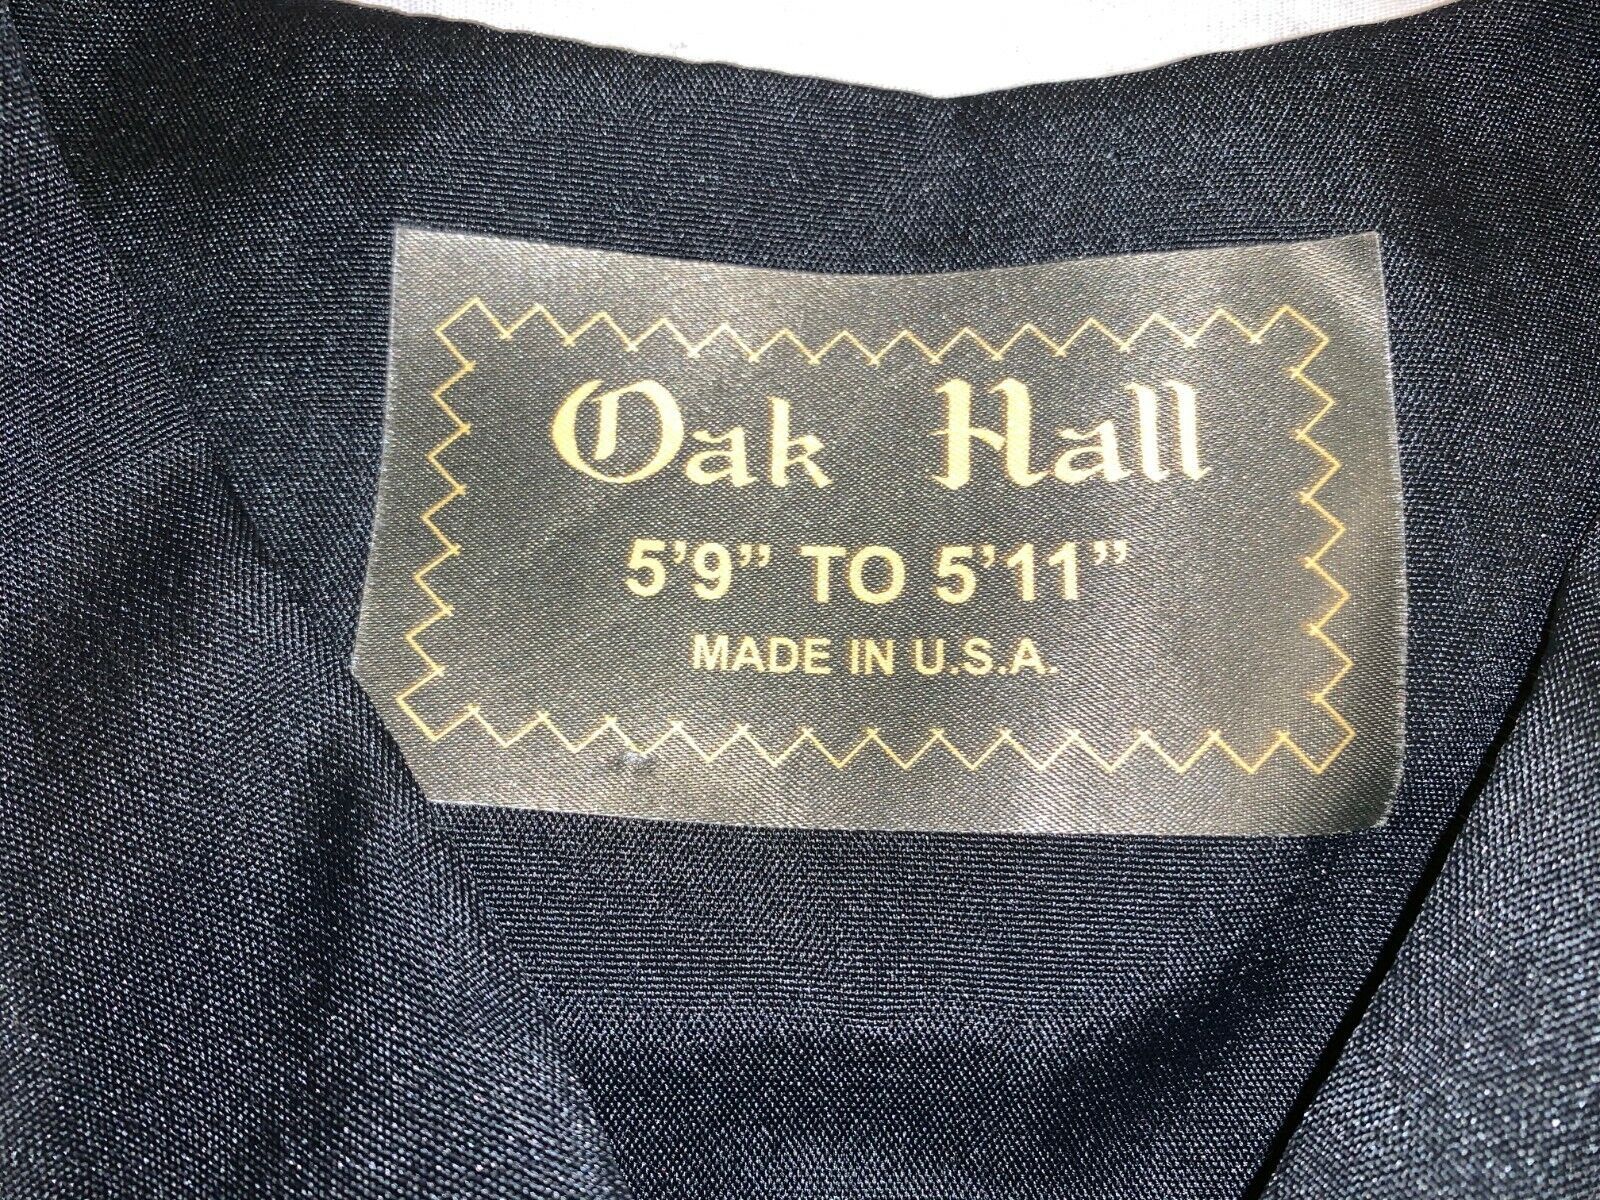 Oak Hall
5’9” TO 5’11”
MADE IN U.S.A.